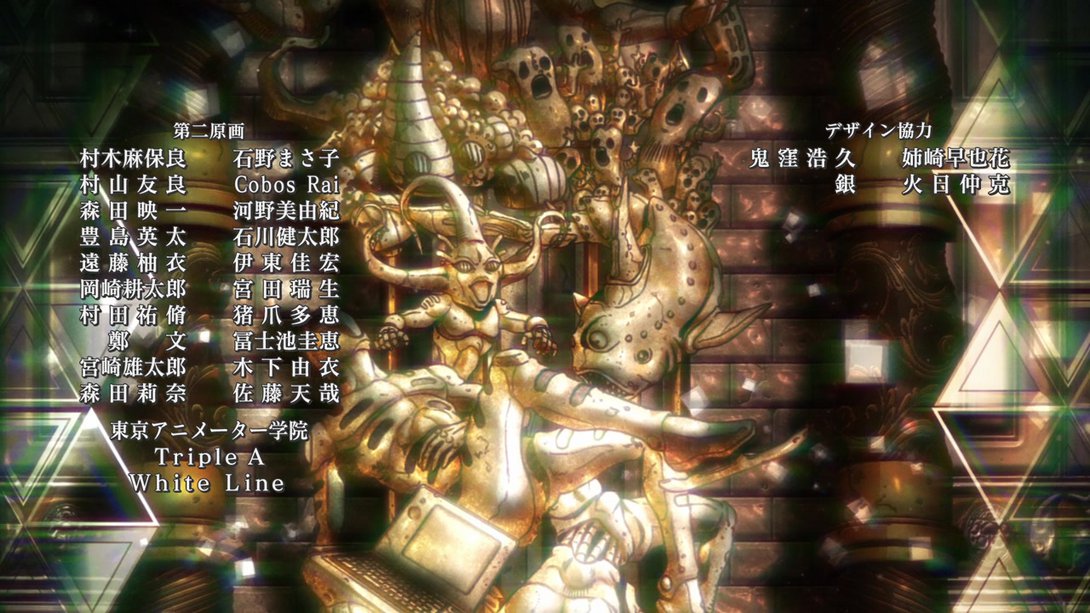 第二原画
村木麻保良 石野まさ子
村山友良 Cobos Rai
森田映一 河野美由紀
豊島英太 石川健太郎
遠藤柚衣 伊東佳宏
岡崎耕太郎 宮田瑞生
村田祐脩 猪爪多恵
鄭文 冨士池圭恵
宮崎雄太郎 木下由衣
森田莉奈 佐藤天哉
東京アニメーター学院
Triple A
White Line
デザイン協力
鬼窪浩久 姉崎早也花
銀 火日仲克